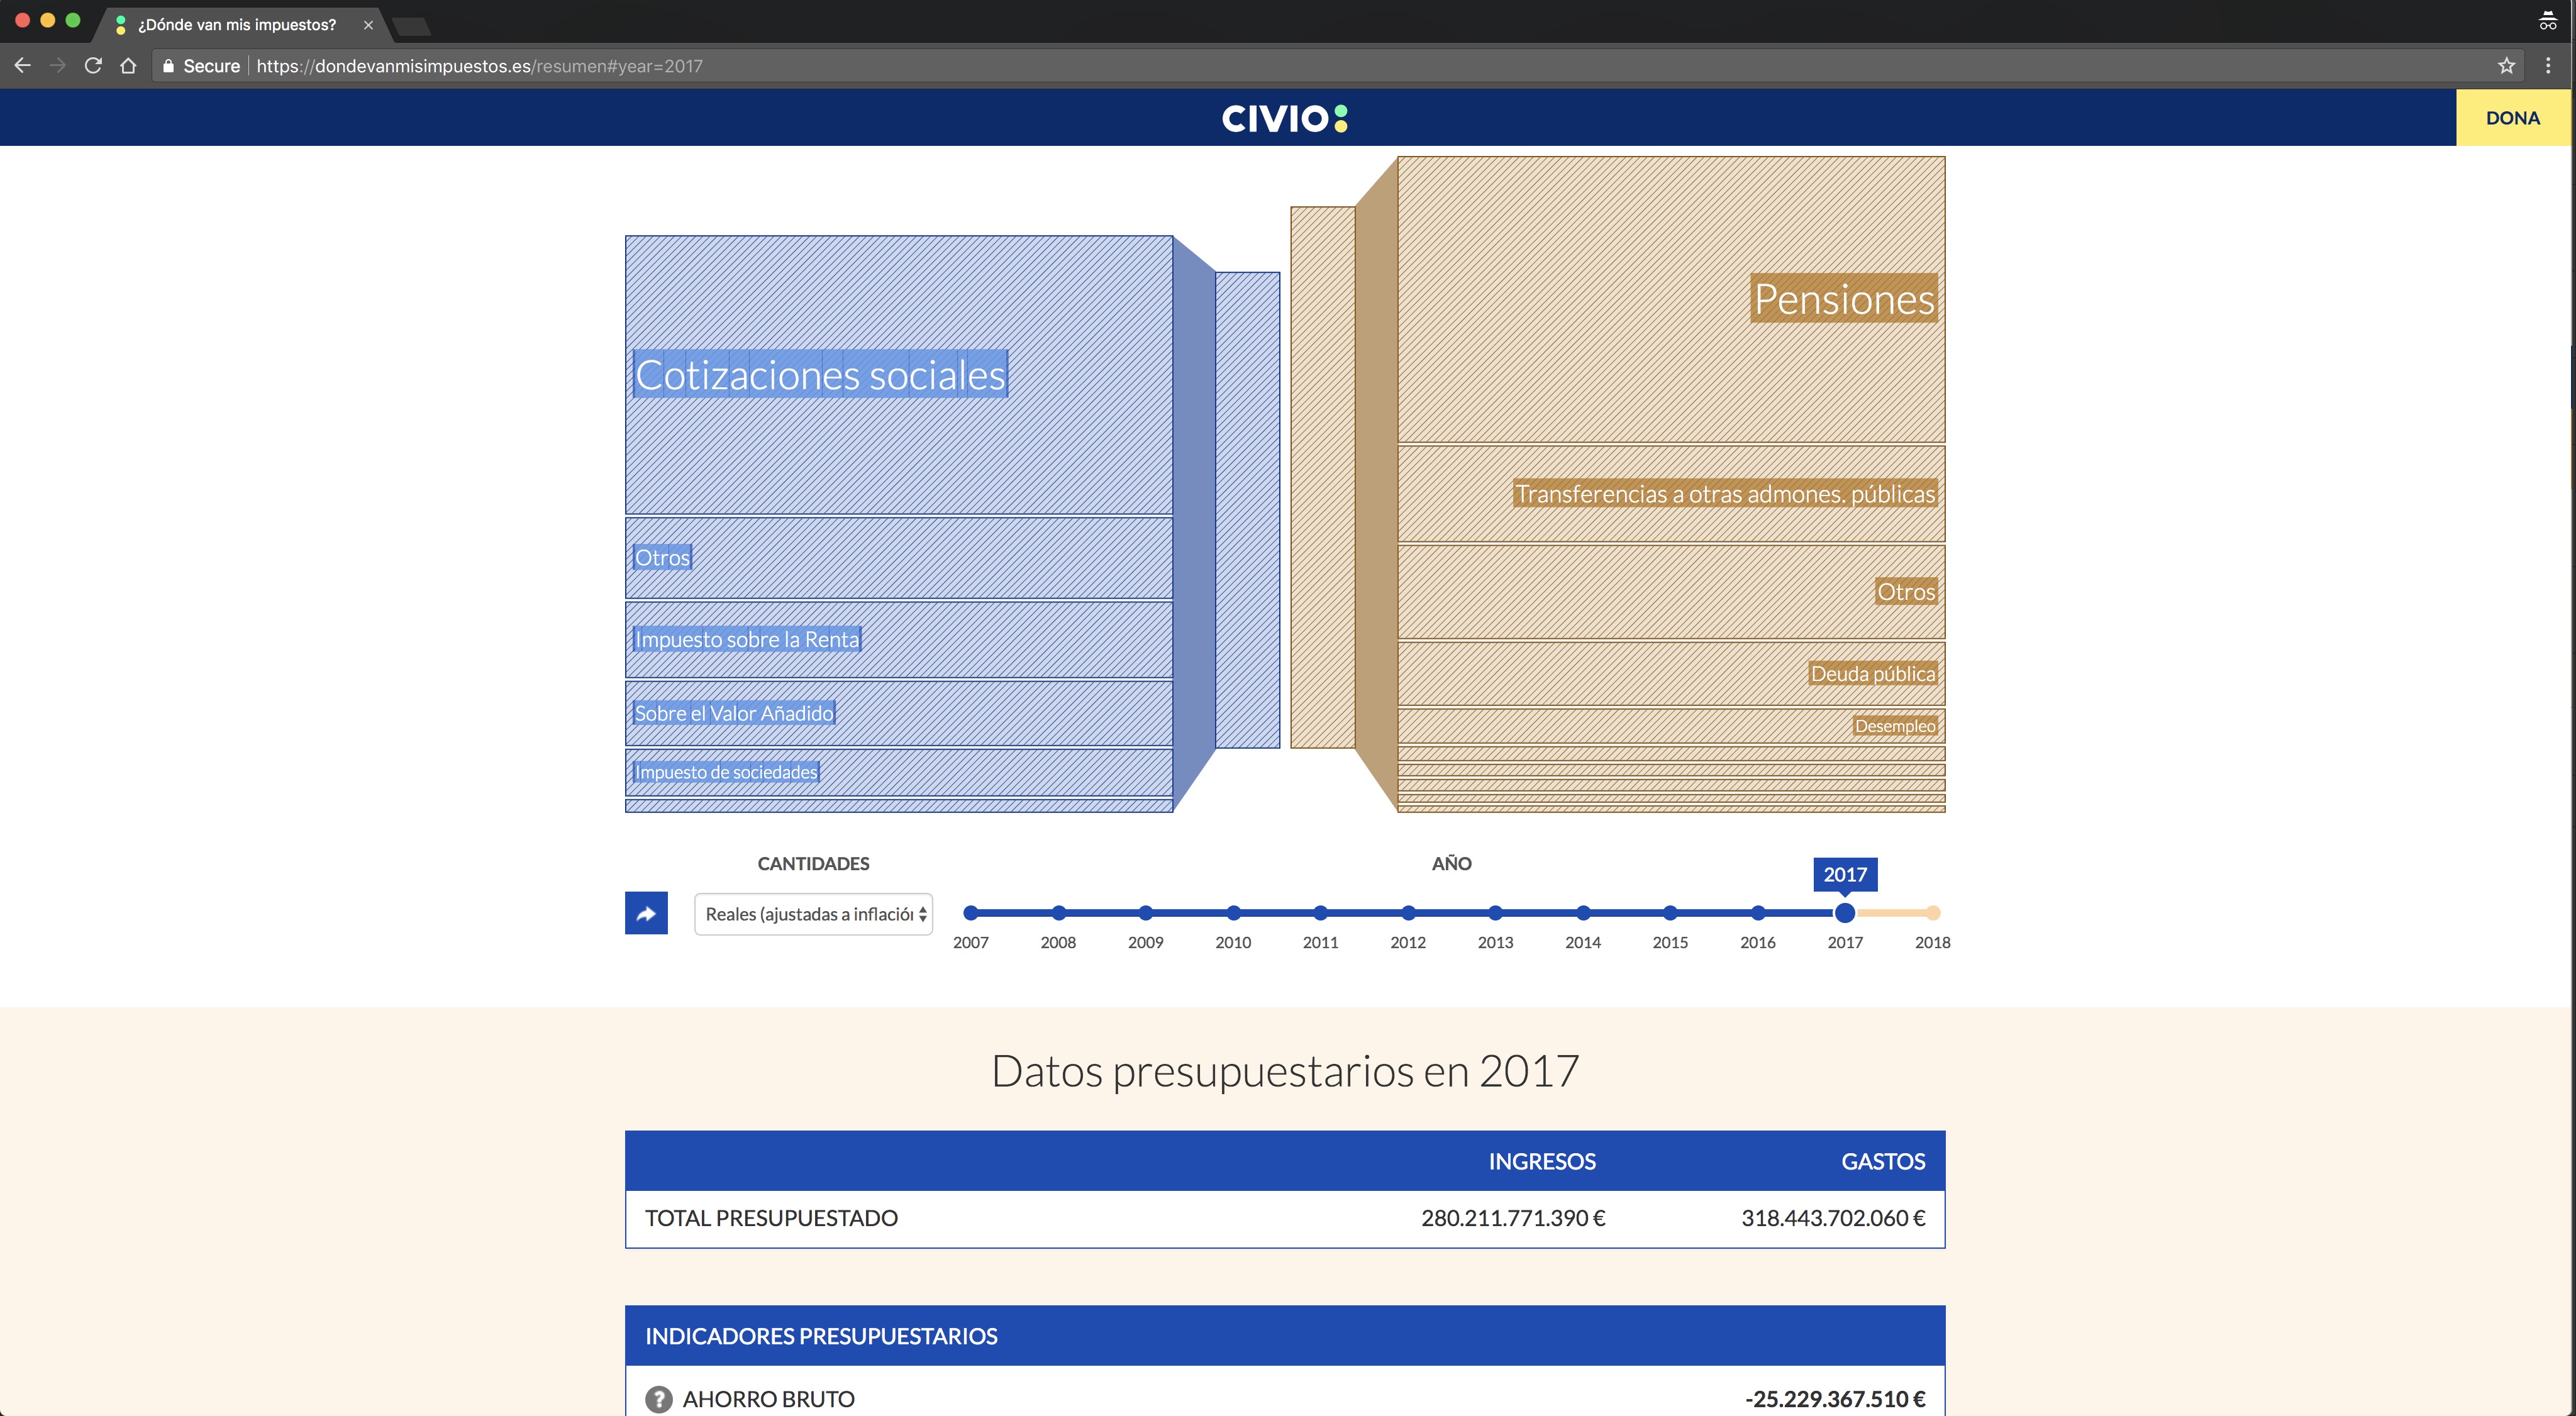 ¿Dónde van mis impuestos?
Secure https://dondevanmisimpuestos.es/resumen#year=2017
CIVIO
DONA
Cotizaciones sociales
Otros
Impuesto sobre la Renta
Sobre el Valor Añadido
Impuesto de sociedades
Pensiones
Transferencias a otras admones. públicas
Otros
Deuda pública
Desempleo
CANTIDADES
Reales (ajustadas a inflación
AÑO
2017
2007 2008 2009 2010 2011 2012 2013 2014 2015 2016 2017 2018
Datos presupuestarios en 2017
INGRESOS GASTOS
TOTAL PRESUPUESTADO 280.211.771.390 € 318.443.702.060 €
INDICADORES PRESUPUESTARIOS
? AHORRO BRUTO -25.229.367.510 €